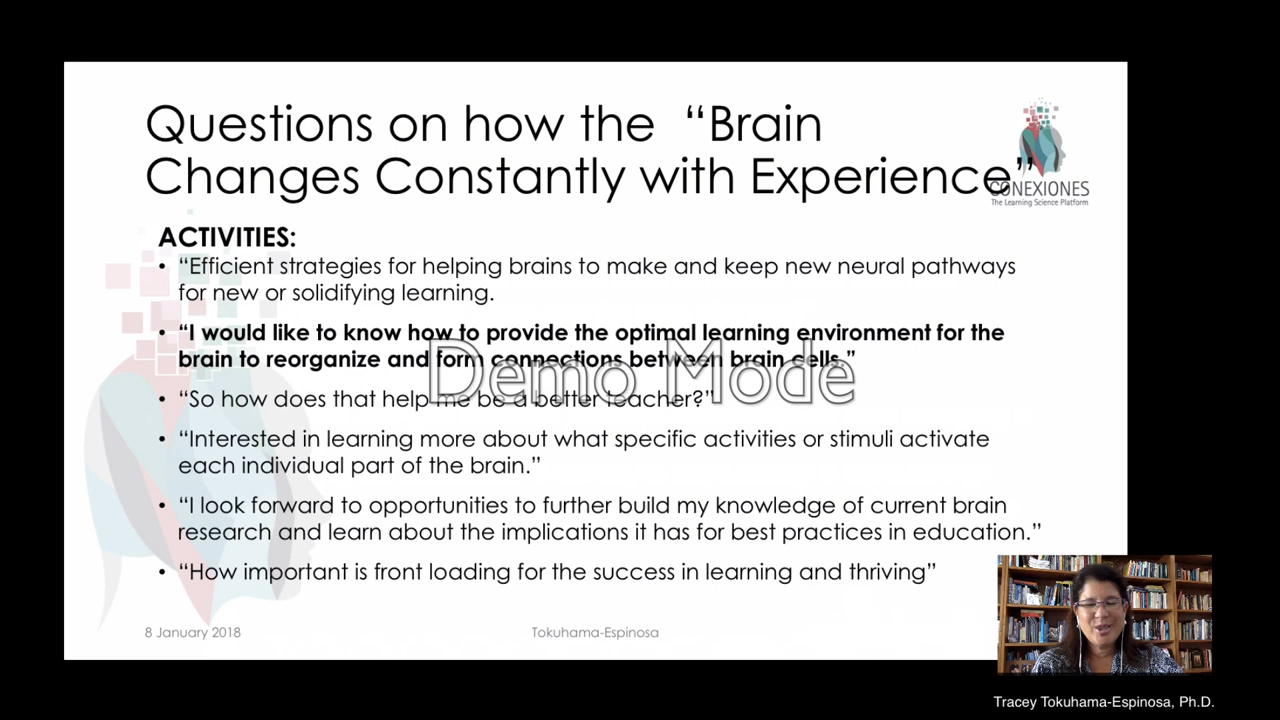 Questions on how the “Brain
Changes Constantly with Experience”
CONEXIONES
The Learning Science Platform
ACTIVITIES:
• “Efficient strategies for helping brains to make and keep new neural pathways
for new or solidifying learning.
• “I would like to know how to provide the optimal learning environment for the
brain to reorganize and form connections between brain cells.”
Demo Mode
• “So how does that help me be a better teacher?”
• “Interested in learning more about what specific activities or stimuli activate
each individual part of the brain.”
• “I look forward to opportunities to further build my knowledge of current brain
research and learn about the implications it has for best practices in education.”
• “How important is front loading for the success in learning and thriving”
8 January 2018
Tokuhama-Espinosa
Tracey Tokuhama-Espinosa, Ph.D.